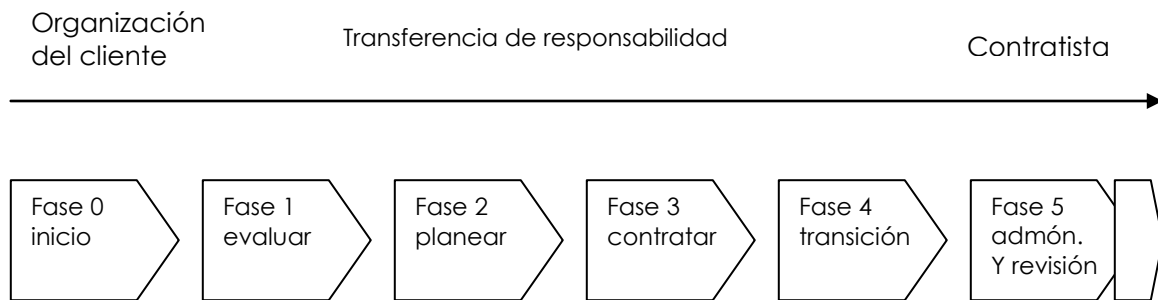 Organización
del cliente
Transferencia de responsabilidad
Contratista
Fase 0
inicio
Fase 1
evaluar
Fase 2
planear
Fase 3
contratar
Fase 4
transición
Fase 5
admón.
Y revisión